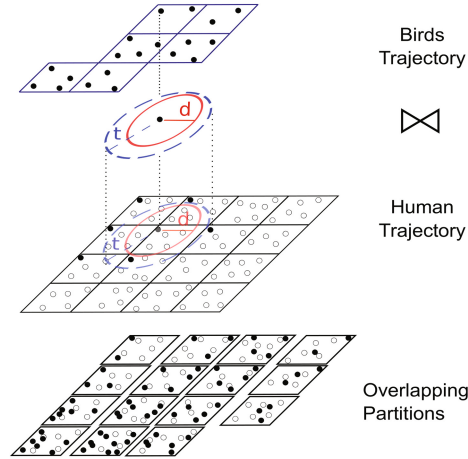 Birds
Trajectory
d
t
Human
Trajectory
d
t
Overlapping
Partitions